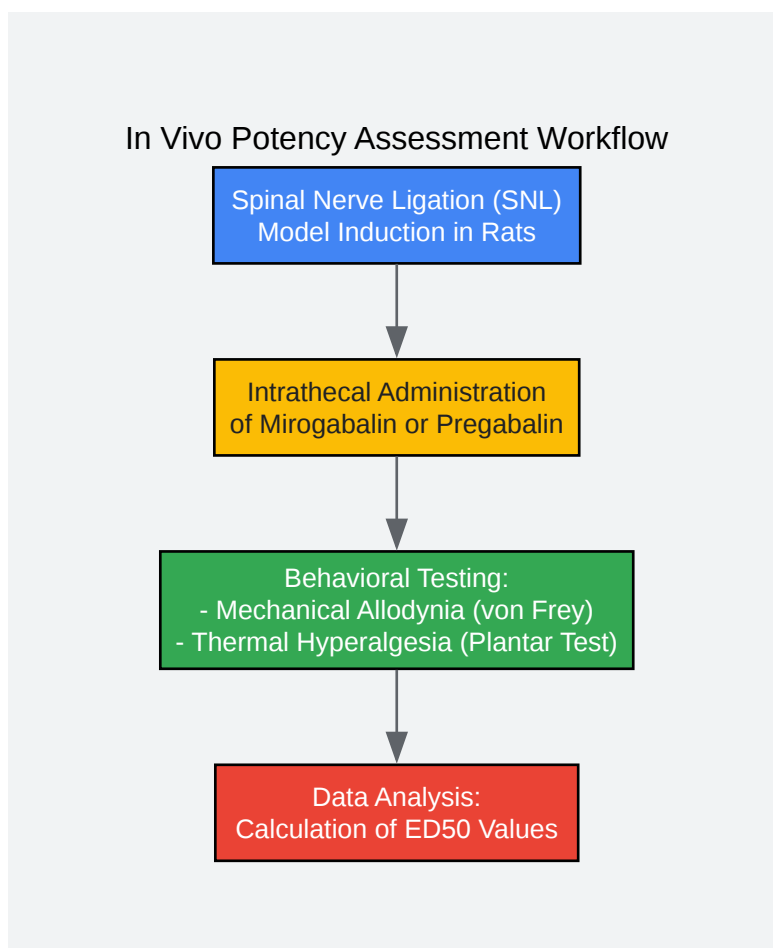 In Vivo Potency Assessment Workflow
Spinal Nerve Ligation (SNL)
Model Induction in Rats
Intrathecal Administration
of Mirogabalin or Pregabalin
Behavioral Testing:
- Mechanical Allodynia (von Frey)
- Thermal Hyperalgesia (Plantar Test)
Data Analysis:
Calculation of ED50 Values